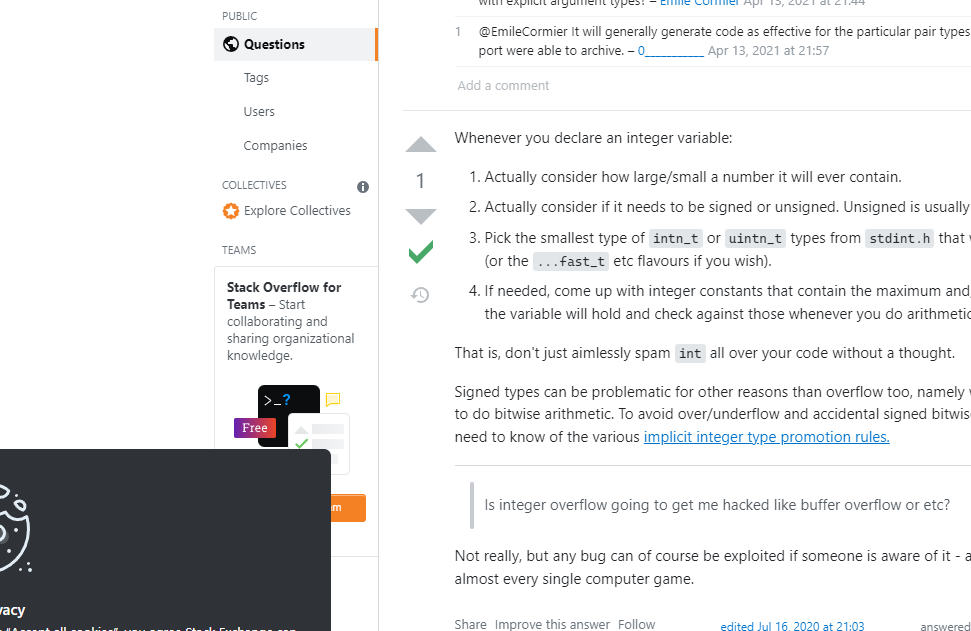 PUBLIC
Questions
Tags
Users
Companies
COLLECTIVES
Explore Collectives
TEAMS
Stack Overflow for
Teams – Start
collaborating and
sharing organizational
knowledge.
>_?
Free
with explicit argument types? – Emile Cormier Apr 13, 2021 at 21:44
1 @EmileCormier It will generally generate code as effective for the particular pair types
port were able to archive. – 0___________ Apr 13, 2021 at 21:57
Add a comment
1
Whenever you declare an integer variable:
1. Actually consider how large/small a number it will ever contain.
2. Actually consider if it needs to be signed or unsigned. Unsigned is usually
3. Pick the smallest type of intn_t or uintn_t types from stdint.h that
(or the ...fast_t etc flavours if you wish).
4. If needed, come up with integer constants that contain the maximum and,
the variable will hold and check against those whenever you do arithmetic
That is, don't just aimlessly spam int all over your code without a thought.
Signed types can be problematic for other reasons than overflow too, namely
to do bitwise arithmetic. To avoid over/underflow and accidental signed bitwise
need to know of the various implicit integer type promotion rules.
Is integer overflow going to get me hacked like buffer overflow or etc?
Not really, but any bug can of course be exploited if someone is aware of it - a
almost every single computer game.
Share Improve this answer Follow
edited Jul 16, 2020 at 21:03
answered
vacy
"Accept all cookies", you agree Stack Exchange can